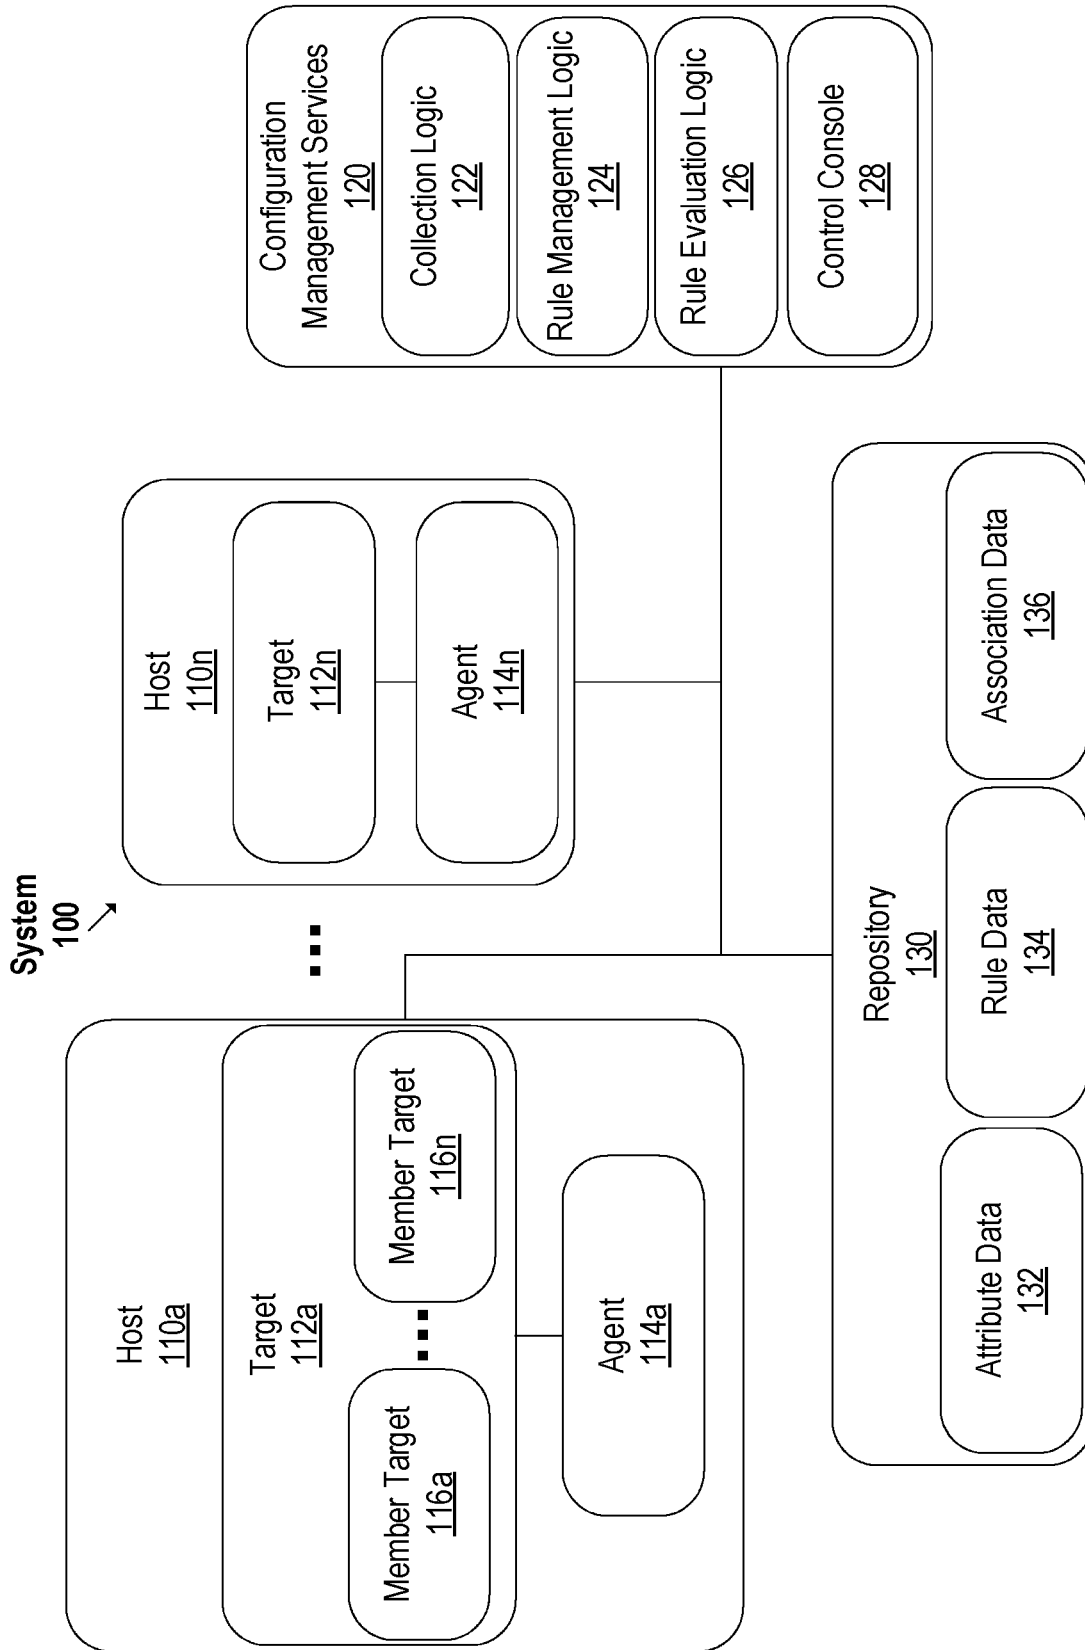 System
100
Host
110a
Target
112a
Member Target
116a
Member Target
116n
Agent
114a
Host
110n
Target
112n
Agent
114n
Configuration
Management Services
120
Collection Logic
122
Rule Management Logic
124
Rule Evaluation Logic
126
Control Console
128
Repository
130
Attribute Data
132
Rule Data
134
Association Data
136